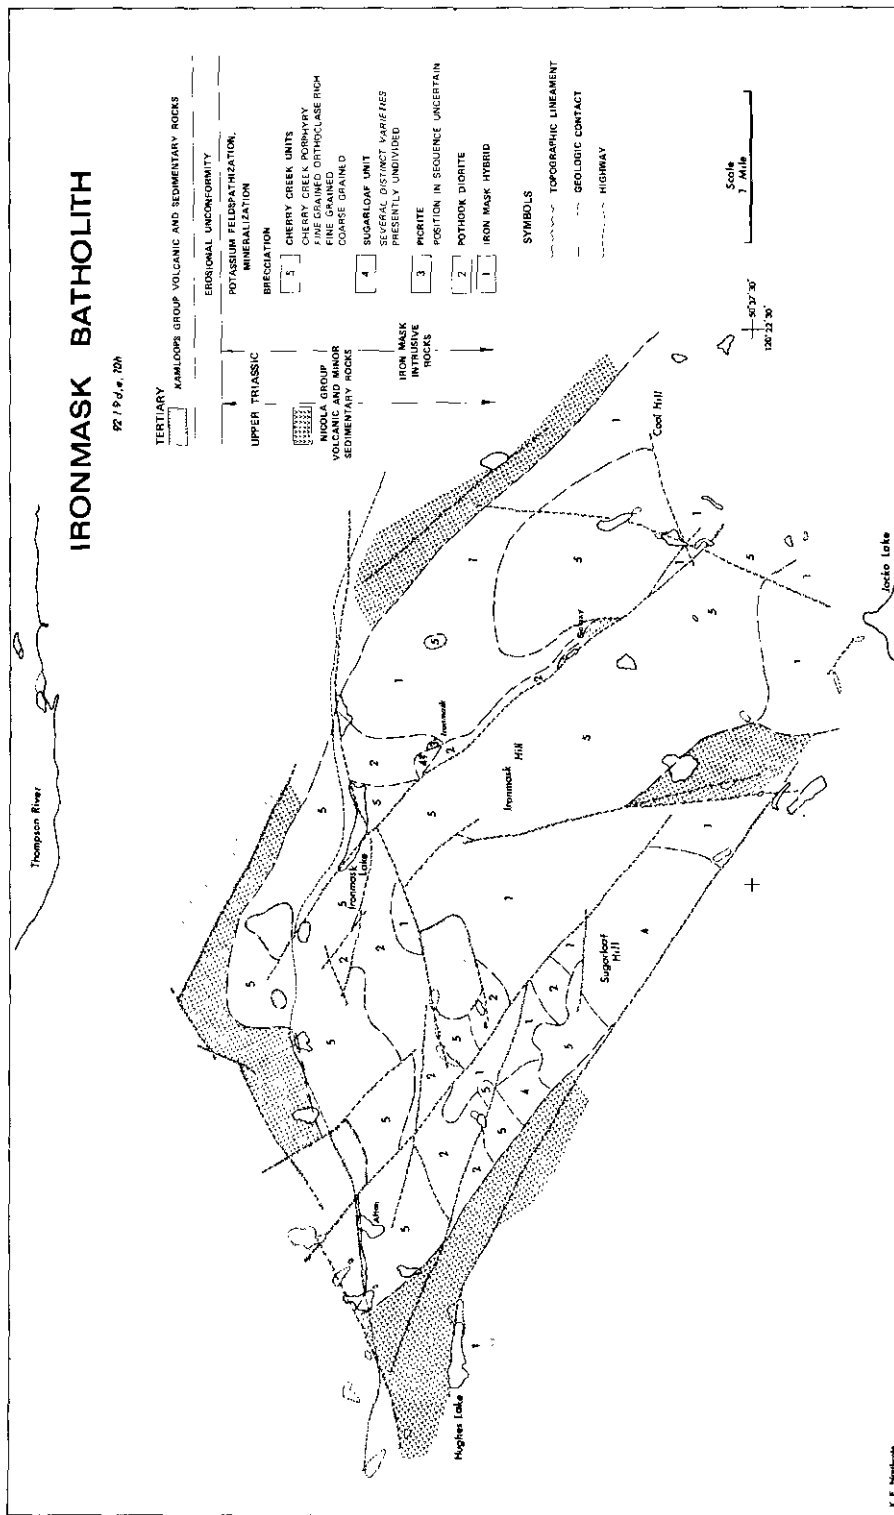 IRONMASK BATHOLITH
92 I 9 d,e, 10h
TERTIARY
KAMLOOPS GROUP VOLCANIC AND SEDIMENTARY ROCKS
EROSIONAL UNCONFORMITY
POTASSIUM FELDSPATHIZATION,
MINERALIZATION
BRECCIATION
UPPER TRIASSIC
NICOLA GROUP
VOLCANIC AND MINOR
SEDIMENTARY ROCKS
IRON MASK
INTRUSIVE
ROCKS
5 CHERRY CREEK UNITS
CHERRY CREEK PORPHYRY
FINE GRAINED ORTHOCLASE RICH
FINE GRAINED
COARSE GRAINED
4 SUGARLOAF UNIT
SEVERAL DISTINCT VARIETIES
PRESENTLY UNDIVIDED
3 PICRITE
POSITION IN SEQUENCE UNCERTAIN
2 POTHOOK DIORITE
1 IRON MASK HYBRID
SYMBOLS
TOPOGRAPHIC LINEAMENT
GEOLOGIC CONTACT
HIGHWAY
Scale
1 Mile
50°37'30"
120°22'30"
Thompson River
Ironmask
Lake
Ironmask
Ironmask
Hill
Galaxy
Coal Hill
Jacko Lake
Sugarloaf
Hill
Afton
Hughes Lake